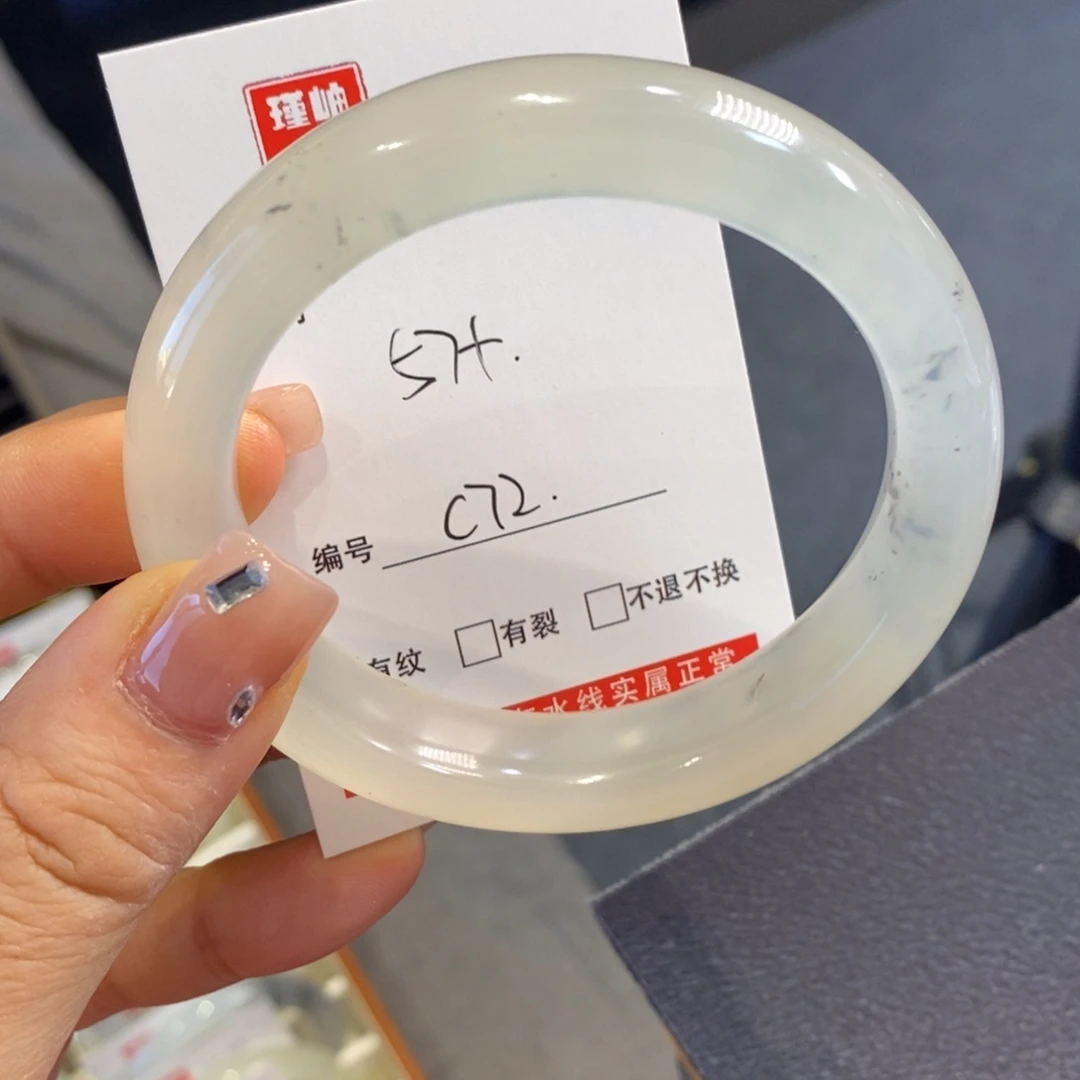 瑾岫
57.
编号 C72.
有纹 □有裂 □不退不换
水线实属正常